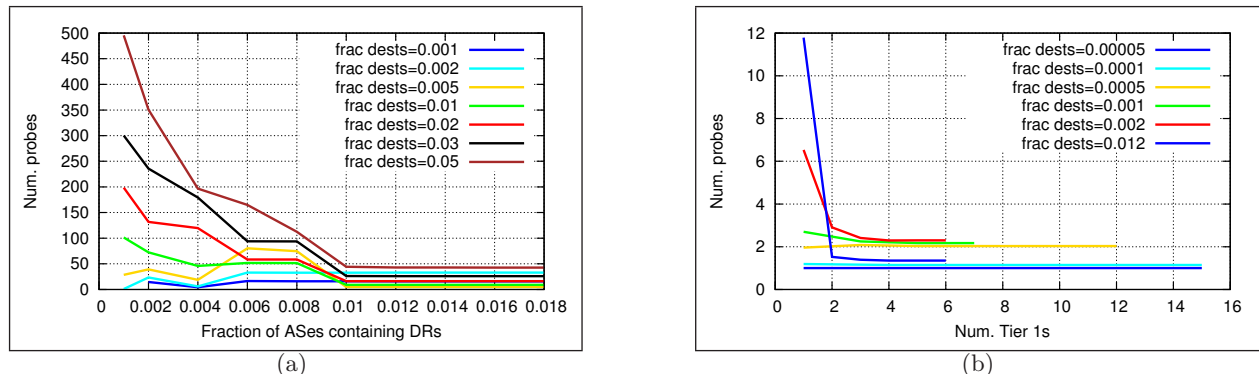 Num. probes
500
450
400
350
300
250
200
150
100
50
0
frac dests=0.001
frac dests=0.002
frac dests=0.005
frac dests=0.01
frac dests=0.02
frac dests=0.03
frac dests=0.05
0 0.002 0.004 0.006 0.008 0.01 0.012 0.014 0.016 0.018
Fraction of ASes containing DRs
(a)
Num. probes
12
10
8
6
4
2
0
frac dests=0.00005
frac dests=0.0001
frac dests=0.0005
frac dests=0.001
frac dests=0.002
frac dests=0.012
0 2 4 6 8 10 12 14 16
Num. Tier 1s
(b)